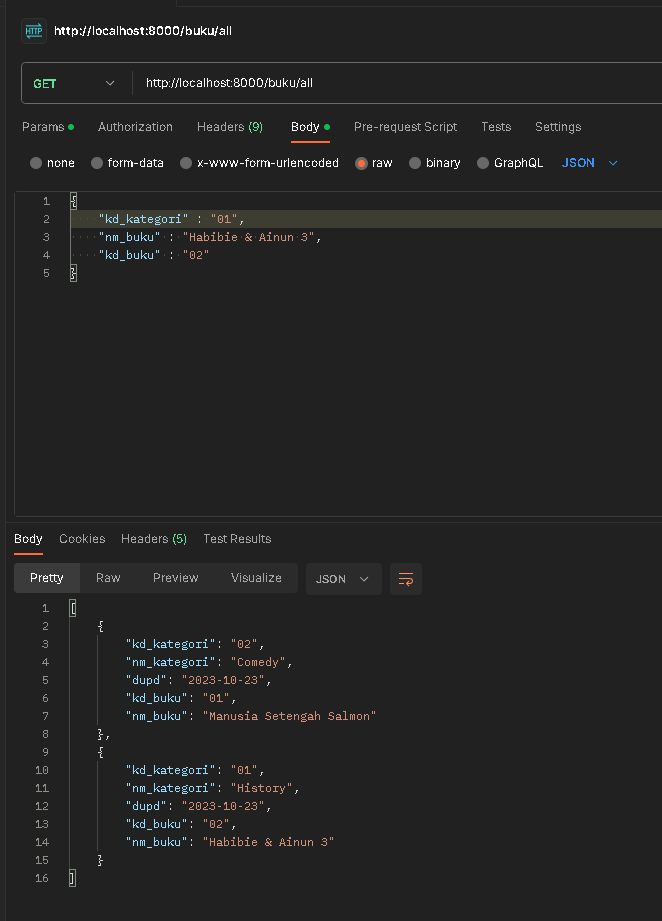 HTTP http://localhost:8000/buku/all
GET http://localhost:8000/buku/all
Params Authorization Headers (9) Body Pre-request Script Tests Settings
none form-data x-www-form-urlencoded raw binary GraphQL JSON
1 {
2 "kd_kategori" : "01",
3 "nm_buku" : "Habibie & Ainun 3",
4 "kd_buku" : "02"
5 }
Body Cookies Headers (5) Test Results
Pretty Raw Preview Visualize JSON
1 [
2 {
3 "kd_kategori": "02",
4 "nm_kategori": "Comedy",
5 "dupd": "2023-10-23",
6 "kd_buku": "01",
7 "nm_buku": "Manusia Setengah Salmon"
8 },
9 {
10 "kd_kategori": "01",
11 "nm_kategori": "History",
12 "dupd": "2023-10-23",
13 "kd_buku": "02",
14 "nm_buku": "Habibie & Ainun 3"
15 }
16 ]